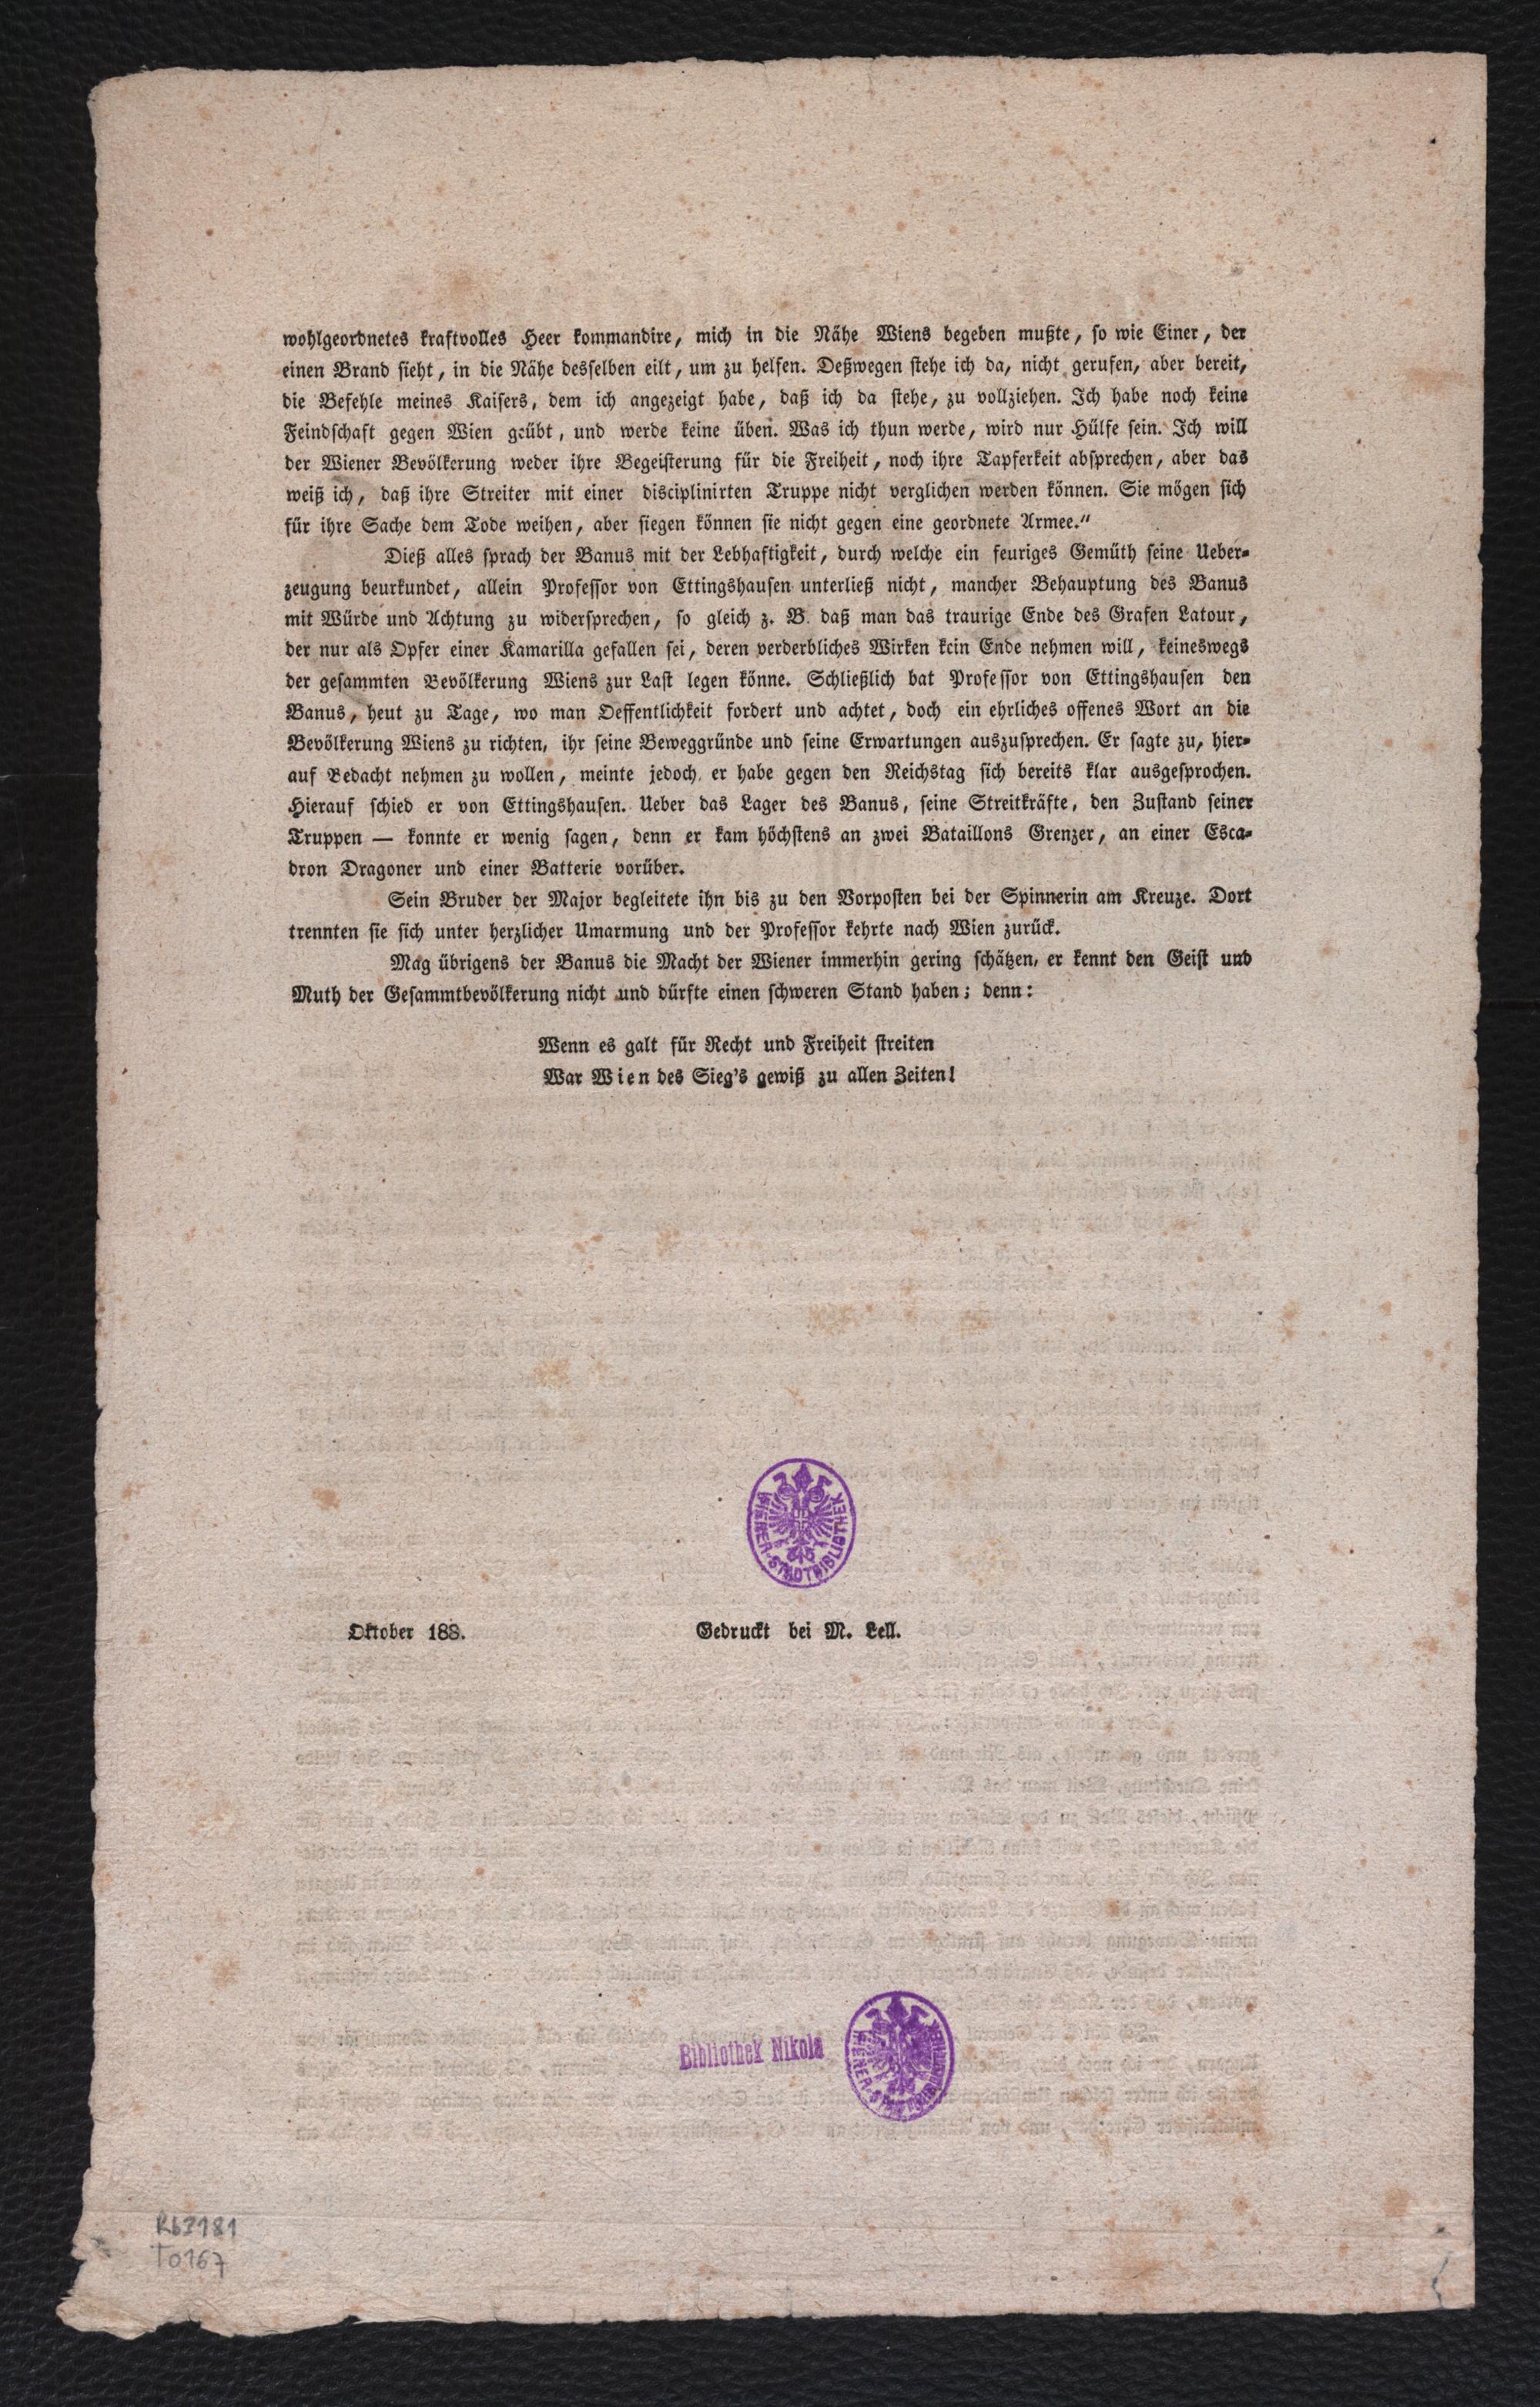 wohlgeordnetes kraftvolles Heer kommandire, mich in die Nähe Wiens begeben mußte, so wie Einer, der
einen Brand sieht, in die Nähe desselben eilt, um zu helfen. Deßwegen stehe ich da, nicht gerufen, aber bereit,
die Befehle meines Kaisers, dem ich angezeigt habe, daß ich da stehe, zu vollziehen. Ich habe noch keine
Feindschaft gegen Wien geübt, und werde keine üben. Was ich thun werde, wird nur Hülfe sein. Ich will
der Wiener Bevölkerung weder ihre Begeisterung für die Freiheit, noch ihre Tapferkeit absprechen, aber das
weiß ich, daß ihre Streiter mit einer disciplinirten Truppe nicht verglichen werden können. Sie mögen sich
für ihre Sache dem Tode weihen, aber siegen können sie nicht gegen eine geordnete Armee.“
Dieß alles sprach der Banus mit der Lebhaftigkeit, durch welche ein feuriges Gemüth seine Ueber-
zeugung beurkundet, allein Professor von Ettingshausen unterließ nicht, mancher Behauptung des Banus
mit Würde und Achtung zu widersprechen, so gleich z. B. daß man das traurige Ende des Grafen Latour,
der nur als Opfer einer Kamarilla gefallen sei, deren verderbliches Wirken kein Ende nehmen will, keineswegs
der gesammten Bevölkerung Wiens zur Last legen könne. Schließlich bat Professor von Ettingshausen den
Banus, heut zu Tage, wo man Oeffentlichkeit fordert und achtet, doch ein ehrliches offenes Wort an die
Bevölkerung Wiens zu richten, ihr seine Beweggründe und seine Erwartungen auszusprechen. Er sagte zu, hier-
auf Bedacht nehmen zu wollen, meinte jedoch er habe gegen den Reichstag sich bereits klar ausgesprochen.
Hierauf schied er von Ettingshausen. Ueber das Lager des Banus, seine Streitkräfte, den Zustand seiner
Truppen — konnte er wenig sagen, denn er kam höchstens an zwei Bataillons Grenzer, an einer Esca-
dron Dragoner und einer Batterie vorüber.
Sein Bruder der Major begleitete ihn bis zu den Vorposten bei der Spinnerin am Kreuze. Dort
trennten sie sich unter herzlicher Umarmung und der Professor kehrte nach Wien zurück.
Mag übrigens der Banus die Macht der Wiener immerhin gering schätzen, er kennt den Geist und
Muth der Gesammtbevölkerung nicht und dürfte einen schweren Stand haben; denn:
Wenn es galt für Recht und Freiheit streiten
War Wien des Sieg's gewiß zu allen Zeiten!
WIENER-STADTBIBLIOTHEK
Oktober 188. Gedruckt bei M. Lell.
Bibliothek Nikola
WIENER-STADTBIBLIOTHEK
Rb3181
T0167